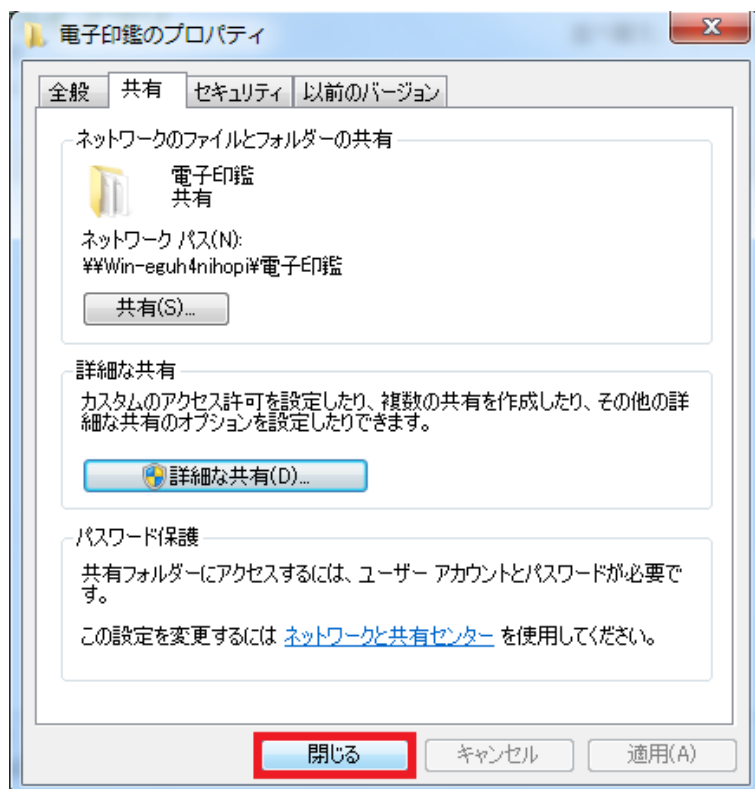 電子印鑑のプロパティ
全般 共有 セキュリティ 以前のバージョン
ネットワークのファイルとフォルダーの共有
電子印鑑
共有
ネットワーク パス(N):
¥¥Win-eguh4nihopi¥電子印鑑
共有(S)...
詳細な共有
カスタムのアクセス許可を設定したり、複数の共有を作成したり、その他の詳
細な共有のオプションを設定したりできます。
詳細な共有(D)...
パスワード保護
共有フォルダーにアクセスするには、ユーザー アカウントとパスワードが必要で
す。
この設定を変更するには ネットワークと共有センター を使用してください。
閉じる キャンセル 適用(A)